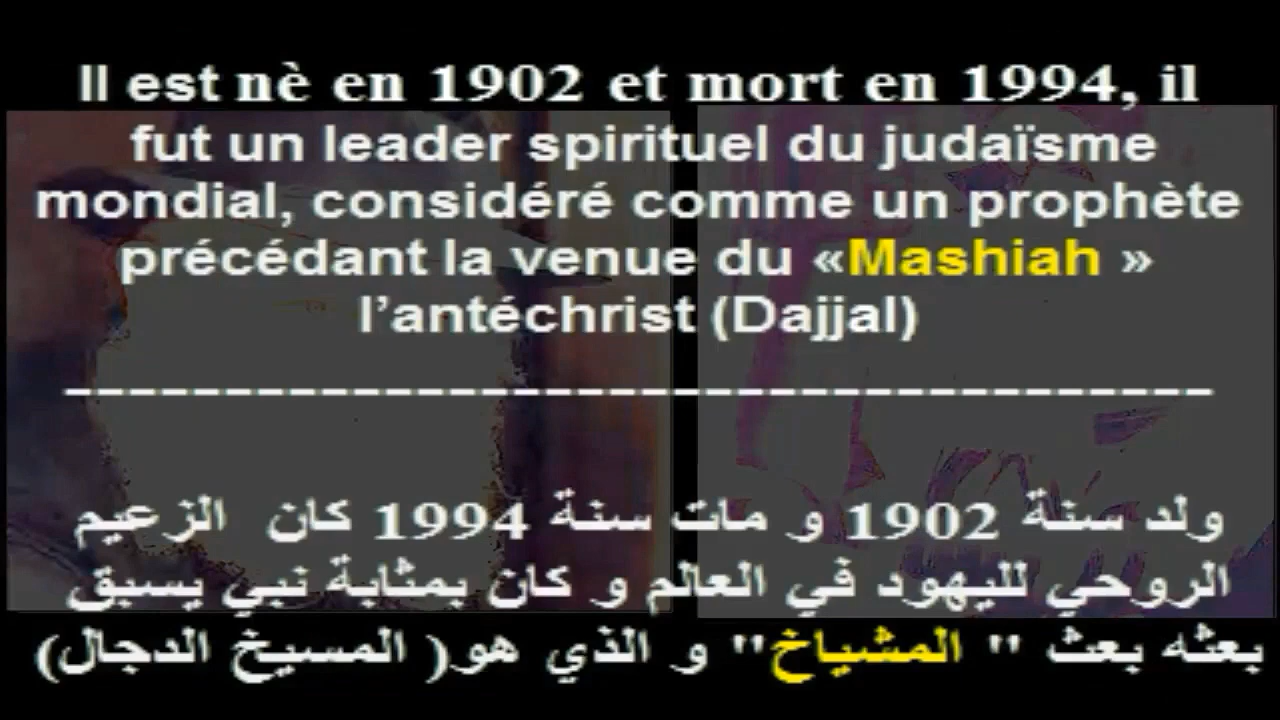 Il est nè en 1902 et mort en 1994, il
fut un leader spirituel du judaïsme
mondial, considéré comme un prophète
précédant la venue du «Mashiah »
l’antéchrist (Dajjal)
---------------------------------------
ولد سنة 1902 و مات سنة 1994 كان الزعيم
الروحي لليهود في العالم و كان بمثابة نبي يسبق
بعثه بعث " المشياخ" و الذي هو( المسيخ الدجال)